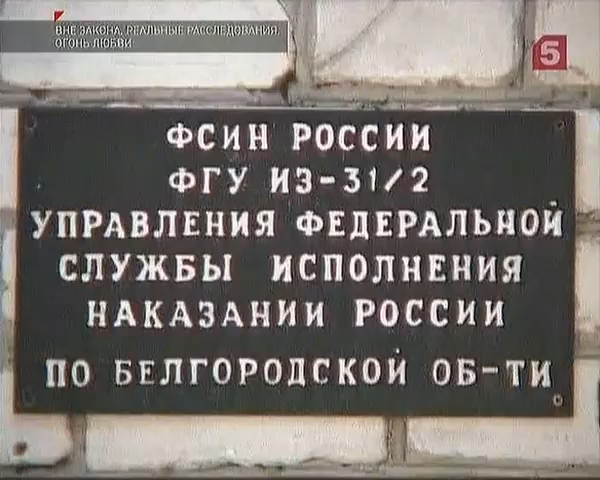 ВНЕ ЗАКОНА. РЕАЛЬНЫЕ РАССЛЕДОВАНИЯ.
ОГОНЬ ЛЮБВИ
5
ФСИН РОССИИ
ФГУ ИЗ-31/2
УПРАВЛЕНИЯ ФЕДЕРАЛЬНОЙ
СЛУЖБЫ ИСПОЛНЕНИЯ
НАКАЗАНИИ РОССИИ
ПО БЕЛГОРОДСКОЙ ОБ-ТИ